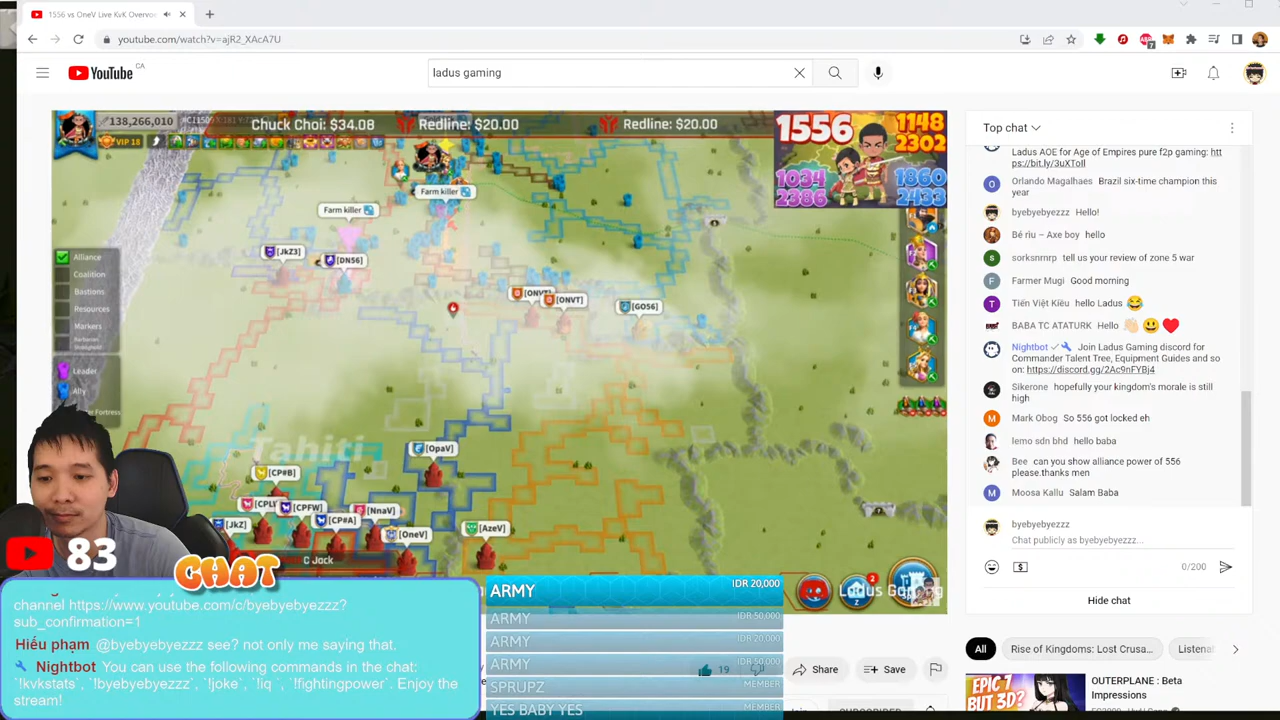 1556 vs OneV Live KvK Overvo
youtube.com/watch?v=ajR2_XAcA7U
YouTube CA
ladus gaming
138,266,010
VIP 18
Chuck Choi: $34.08
Redline: $20.00
Redline: $20.00
1556
1148
2302
1034
2386
1860
2433
Farm killer
Farm killer
[JkZ3]
[DN56]
[ONVT]
[ONVT]
[GO56]
Alliance
Coalition
Bastions
Resources
Markers
Leader
Ally
Fortress
Tahiti
[OpaV]
[CP#B]
[CPFW]
[CP#A]
[NnaV]
[JkZ]
[OneV]
[AzeV]
C Jack
2
Z
Ladus Gaming
83
CHAT
channel https://www.youtube.com/c/byebyebyezzz?
sub_confirmation=1
Hiếu phạm @byebyebyezzz see? not only me saying that.
Nightbot You can use the following commands in the chat:
`!kvkstats`, `!byebyebyezzz`, `!joke`, `!iq`, `!fightingpower`. Enjoy the
stream!
ARMY IDR 20,000
ARMY IDR 50,000
ARMY IDR 20,000
ARMY IDR 50,000
SPRUPZ MEMBER
YES BABY YES MEMBER
19
Share
Save
Top chat
Ladus AOE for Age of Empires pure f2p gaming: htt
ps://bit.ly/3uXToIl
Orlando Magalhaes Brazil six-time champion this
year
byebyebyezzz Hello!
Bé riu – Axe boy hello
sorksnrnrp tell us your review of zone 5
war
Farmer Mugi Good morning
Tiến Việt Kiều hello Ladus 😂
BABA TC ATATURK Hello 👋🏻😃❤️
Nightbot Join Ladus Gaming discord for
Commander Talent Tree, Equipment Guides and so
on: https://discord.gg/2Ac9nFYBj4
Sikerone hopefully your kingdom's morale is still
high
Mark Obog So 556 got locked eh
lemo sdn bhd hello baba
Bee can you show alliance power of 556
please.thanks men
Moosa Kallu Salam Baba
byebyebyezzz
Chat publicly as byebyebyezzz...
0/200
Hide chat
All
Rise of Kingdoms: Lost Crusa...
Listena
EPIC 7
BUT 3D?
OUTERPLANE : Beta
Impressions